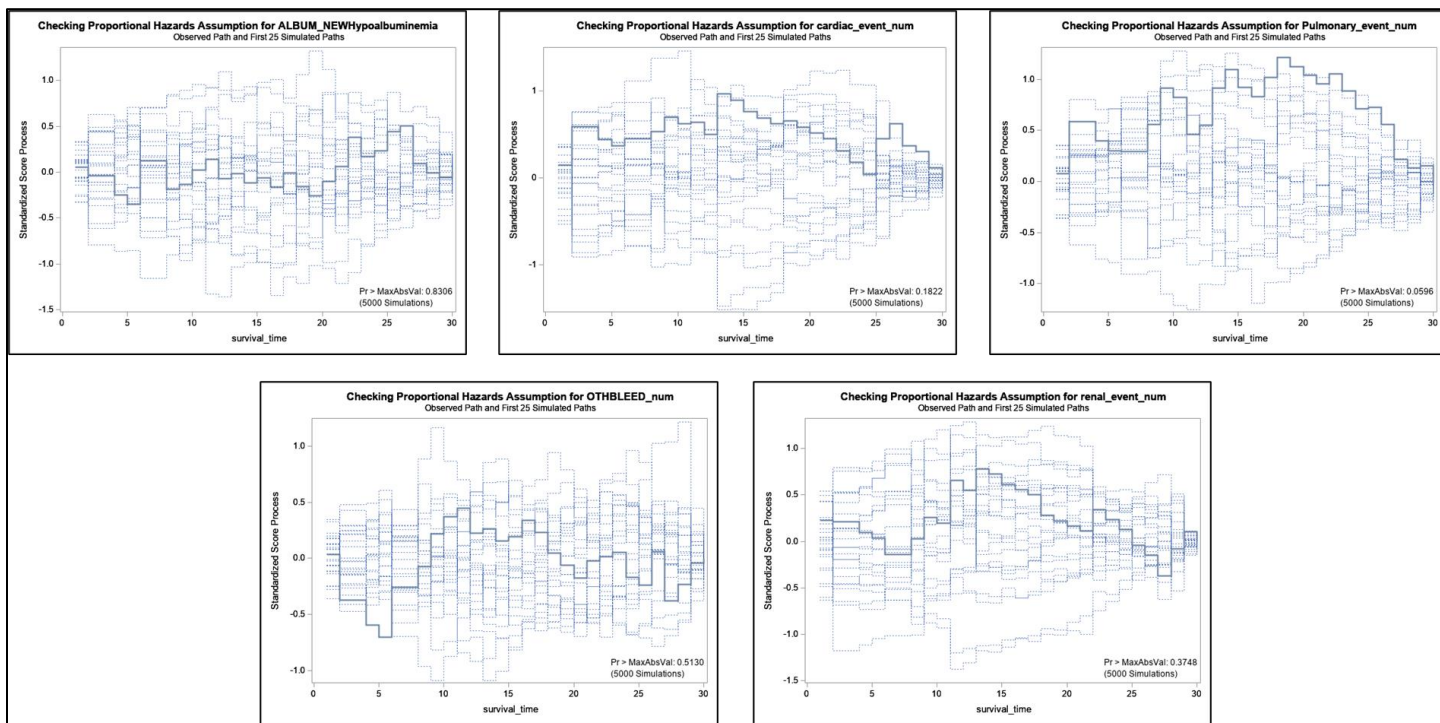 Checking Proportional Hazards Assumption for ALBUM_NEWHypoalbuminemia
Observed Path and First 25 Simulated Paths
Standardized Score Process
1.0
0.5
0.0
-0.5
-1.0
-1.5
Pr > MaxAbsVal: 0.8306
(5000 Simulations)
0 5 10 15 20 25 30
survival_time
Checking Proportional Hazards Assumption for cardiac_event_num
Observed Path and First 25 Simulated Paths
Standardized Score Process
1
0
-1
Pr > MaxAbsVal: 0.1822
(5000 Simulations)
0 5 10 15 20 25 30
survival_time
Checking Proportional Hazards Assumption for Pulmonary_event_num
Observed Path and First 25 Simulated Paths
Standardized Score Process
1.0
0.5
0.0
-0.5
-1.0
Pr > MaxAbsVal: 0.0596
(5000 Simulations)
0 5 10 15 20 25 30
survival_time
Checking Proportional Hazards Assumption for OTHBLEED_num
Observed Path and First 25 Simulated Paths
Standardized Score Process
1.0
0.5
0.0
-0.5
-1.0
Pr > MaxAbsVal: 0.5130
(5000 Simulations)
0 5 10 15 20 25 30
survival_time
Checking Proportional Hazards Assumption for renal_event_num
Observed Path and First 25 Simulated Paths
Standardized Score Process
1.0
0.5
0.0
-0.5
-1.0
-1.5
Pr > MaxAbsVal: 0.3748
(5000 Simulations)
0 5 10 15 20 25 30
survival_time